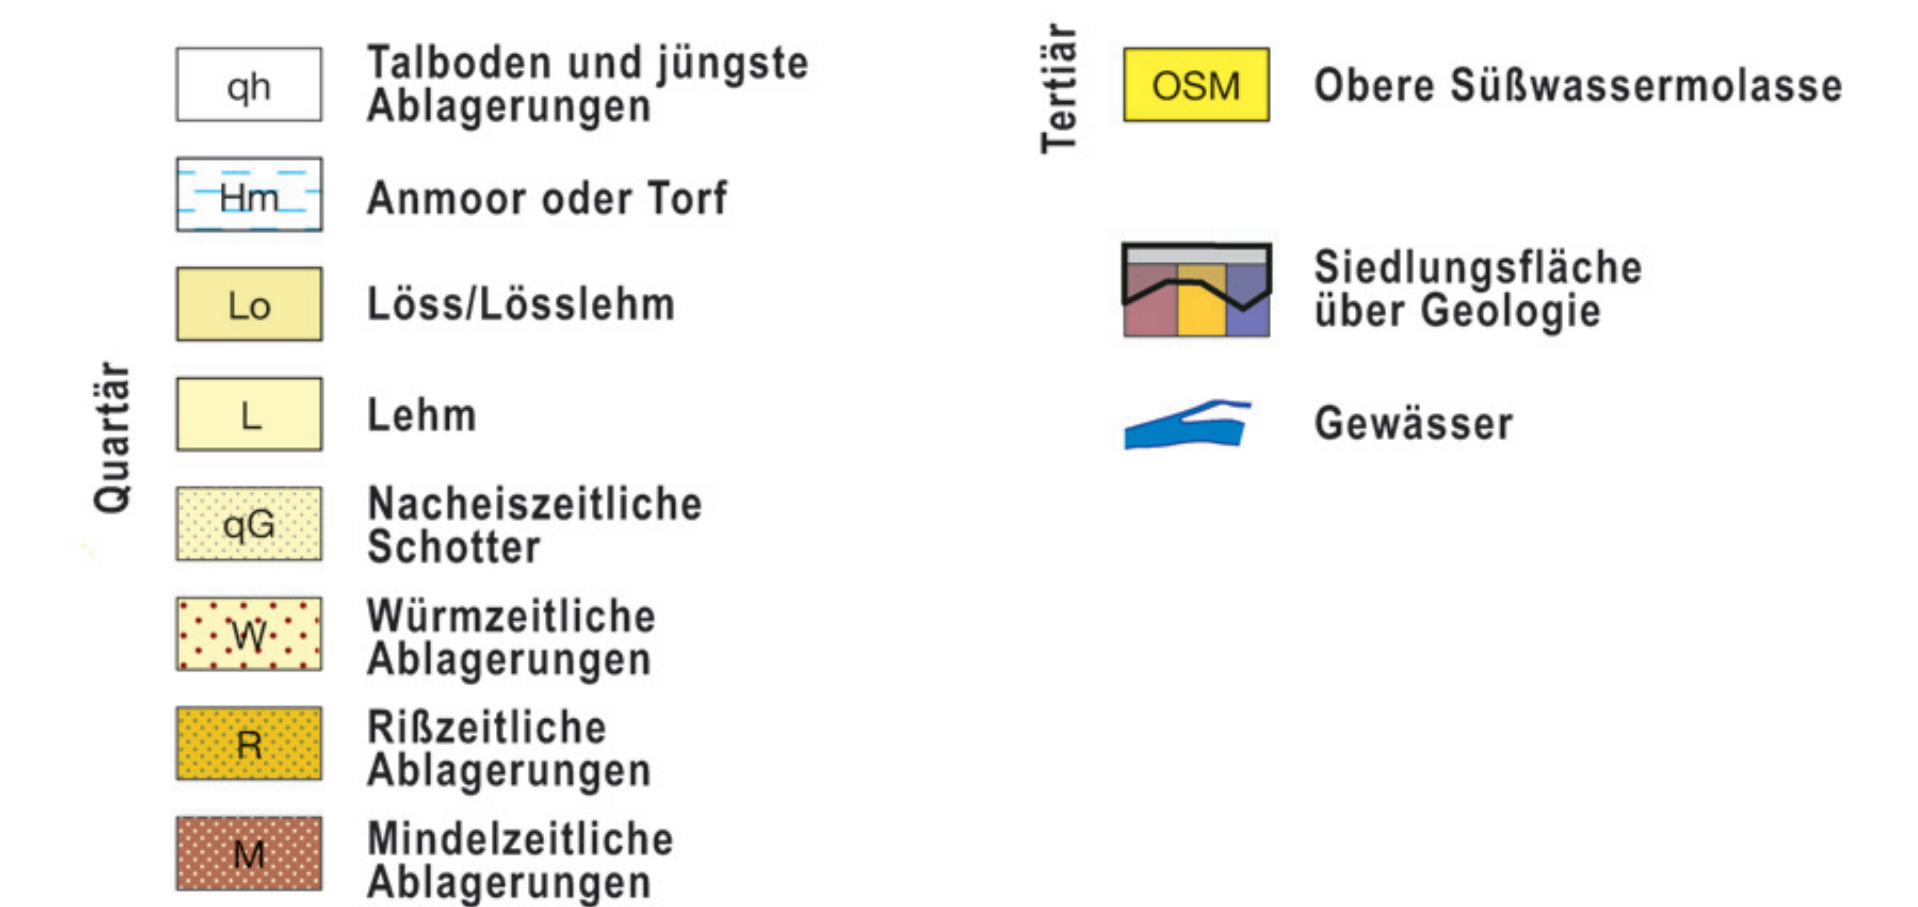 Quartär
qh
Talboden und jüngste
Ablagerungen
Hm
Anmoor oder Torf
Lo
Löss/Lösslehm
L
Lehm
qG
Nacheiszeitliche
Schotter
W
Würmzeitliche
Ablagerungen
R
Rißzeitliche
Ablagerungen
M
Mindelzeitliche
Ablagerungen
Tertiär
OSM
Obere Süßwassermolasse
Siedlungsfläche
über Geologie
Gewässer